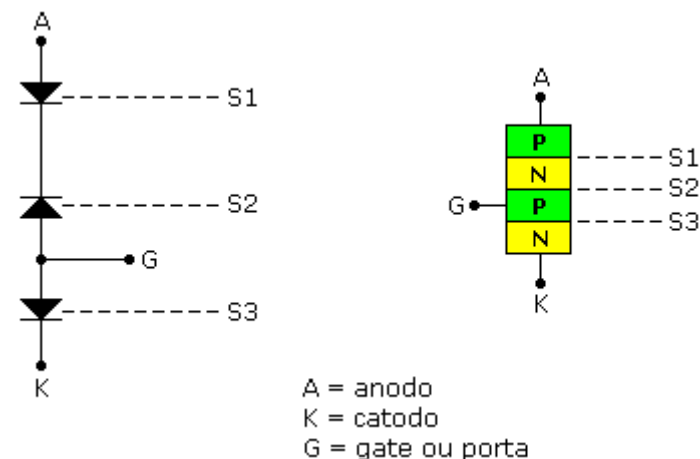 A
S1
S2
G
S3
K
A
P
N
P
N
G
S1
S2
S3
K
A = anodo
K = catodo
G = gate ou porta